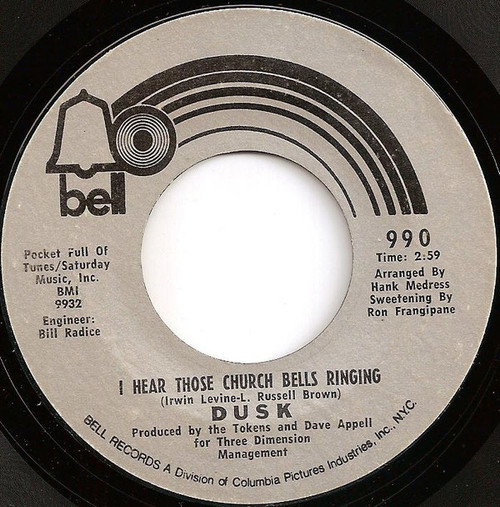 bell
Pocket Full Of
Tunes/Saturday
Music, Inc.
BMI
9932
Engineer:
Bill Radice
990
Time: 2:59
Arranged By
Hank Medress
Sweetening By
Ron Frangipane
I HEAR THOSE CHURCH BELLS RINGING
(Irwin Levine-L. Russell Brown)
DUSK
Produced by the Tokens and Dave Appell
for Three Dimension
Management
BELL RECORDS A Division of Columbia Pictures Industries, Inc., N.Y.C.